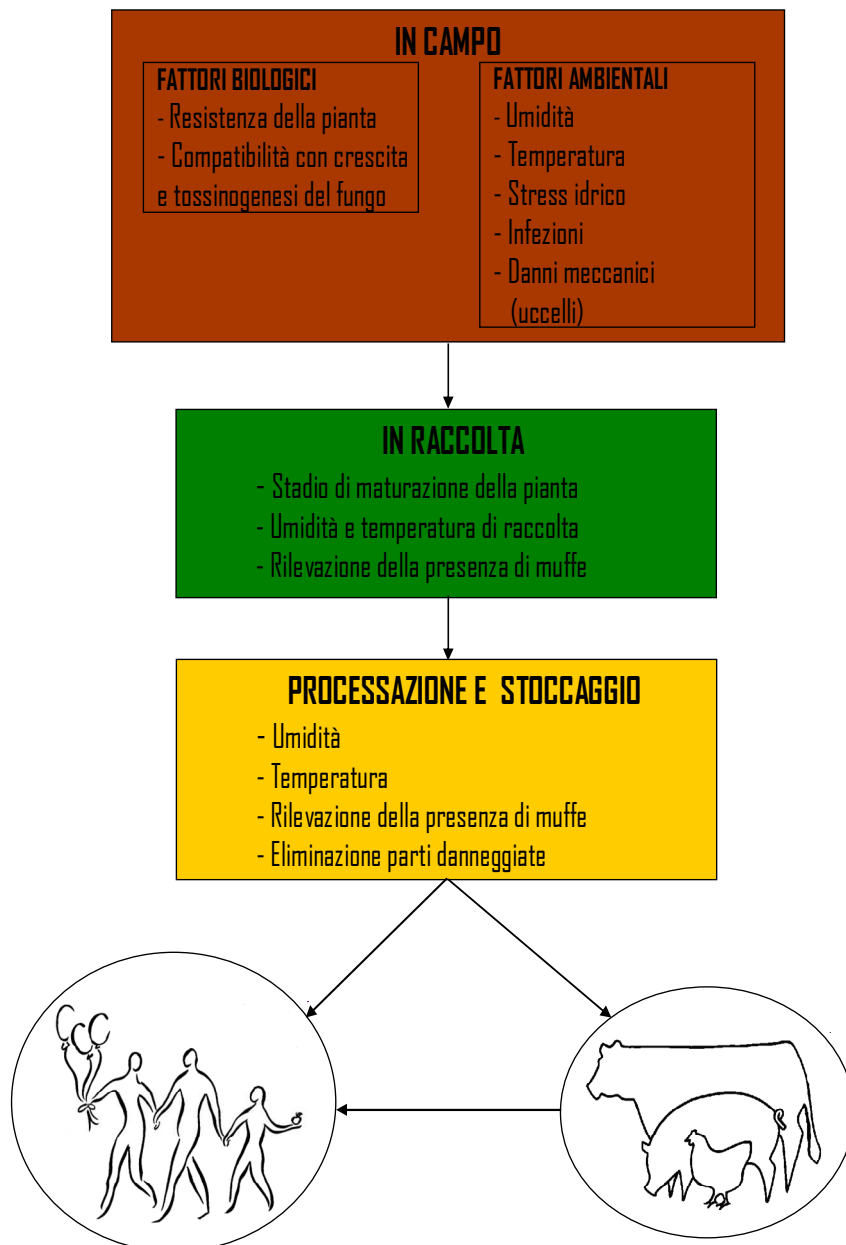 IN CAMPO
FATTORI BIOLOGICI
- Resistenza della pianta
- Compatibilità con crescita
e tossinogenesi del fungo
FATTORI AMBIENTALI
- Umidità
- Temperatura
- Stress idrico
- Infezioni
- Danni meccanici
(uccelli)
IN RACCOLTA
- Stadio di maturazione della pianta
- Umidità e temperatura di raccolta
- Rilevazione della presenza di muffe
PROCESSAZIONE E STOCCAGGIO
- Umidità
- Temperatura
- Rilevazione della presenza di muffe
- Eliminazione parti danneggiate